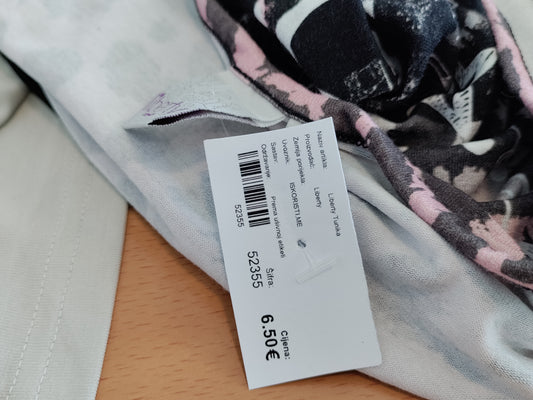 Naziv artikla: Liberty Tunika
Proizvođač: Liberty
Zemlja porijekla:
Uvoznik: ISKORISTI.ME
Sastav:
Održavanje: Prema ušivnoj etiketi
52355
Šifra:
52355
Cijena:
6.50€